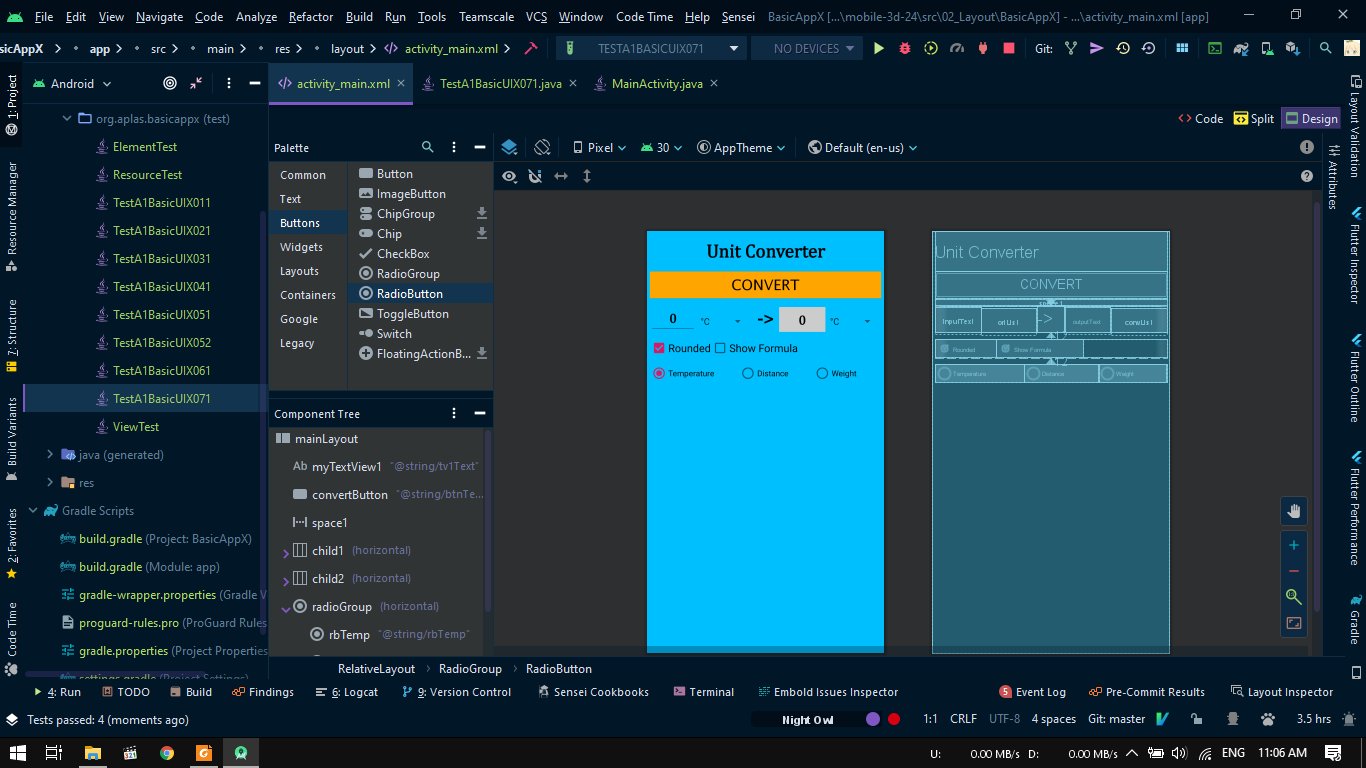 File Edit View Navigate Code Analyze Refactor Build Run Tools Teamscale VCS Window Code Time Help Sensei BasicAppX [...\mobile-3d-24\src\02_Layout\BasicAppX] - ...\activity_main.xml [app]
sicAppX app src main res layout activity_main.xml TESTA1BASICUIX071 NO DEVICES Git:
Android activity_main.xml TestA1BasicUIX071.java MainActivity.java
1: Project
Resource Manager
7: Structure
Build Variants
2: Favorites
Code Time
org.aplas.basicappx (test)
ElementTest
ResourceTest
TestA1BasicUIX011
TestA1BasicUIX021
TestA1BasicUIX031
TestA1BasicUIX041
TestA1BasicUIX051
TestA1BasicUIX052
TestA1BasicUIX061
TestA1BasicUIX071
ViewTest
java (generated)
res
Gradle Scripts
build.gradle (Project: BasicAppX)
build.gradle (Module: app)
gradle-wrapper.properties (Gradle V
proguard-rules.pro (ProGuard Rules
gradle.properties (Project Properties
settings.gradle (Project Settings)
Code Split Design
Palette
Common
Text
Buttons
Widgets
Layouts
Containers
Google
Legacy
Button
ImageButton
ChipGroup
Chip
CheckBox
RadioGroup
RadioButton
ToggleButton
Switch
FloatingActionB...
Component Tree
mainLayout
Ab myTextView1 "@string/tv1Text"
convertButton "@string/btnTe...
space1
child1 (horizontal)
child2 (horizontal)
radioGroup (horizontal)
rbTemp "@string/rbTemp"
Pixel 30 AppTheme Default (en-us)
Unit Converter
CONVERT
0 °C -> 0 °C
Rounded Show Formula
Temperature Distance Weight
Unit Converter
CONVERT
inputText oriList -> outputText convList
Rounded Show Formula
Temperature Distance Weight
Attributes
Layout Validation
Flutter Inspector
Flutter Outline
Flutter Performance
Gradle
RelativeLayout RadioGroup RadioButton
4: Run TODO Build Findings 6: Logcat 9: Version Control Sensei Cookbooks Terminal Embold Issues Inspector 5 Event Log Pre-Commit Results Layout Inspector
Tests passed: 4 (moments ago) Night Owl 1:1 CRLF UTF-8 4 spaces Git: master 3.5 hrs
U: 0.00 MB/s D: 0.00 MB/s ENG 11:06 AM